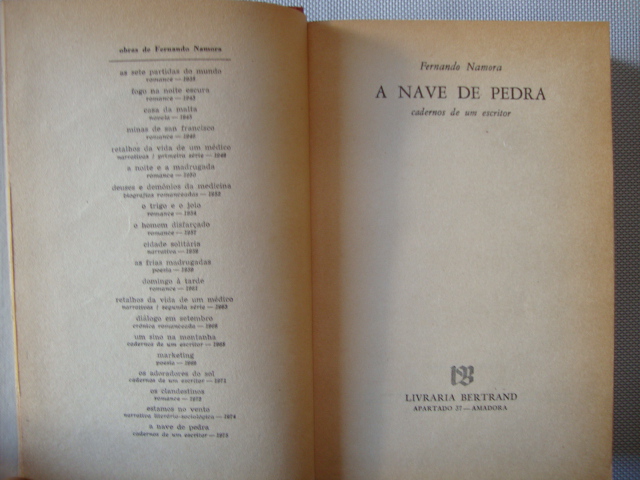 obras de Fernando Namora
as sete partidas do mundo
romance — 1938
fogo na noite escura
romance — 1943
casa da malta
novela — 1945
minas de san francisco
romance — 1946
retalhos da vida de um médico
narrativas / primeira série — 1949
a noite e a madrugada
romance — 1950
deuses e demónios da medicina
biografias romanceadas — 1952
o trigo e o joio
romance — 1954
o homem disfarçado
romance — 1957
cidade solitária
narrativas — 1959
as frias madrugadas
poesia — 1959
domingo à tarde
romance — 1961
retalhos da vida de um médico
narrativas / segunda série — 1963
diálogo em setembro
crónica romanceada — 1966
um sino na montanha
cadernos de um escritor — 1968
marketing
poesia — 1969
os adoradores do sol
cadernos de um escritor — 1971
os clandestinos
romance — 1972
estamos no vento
narrativa literário-sociológica — 1974
a nave de pedra
cadernos de um escritor — 1975
Fernando Namora
A NAVE DE PEDRA
cadernos de um escritor
LIVRARIA BERTRAND
APARTADO 37 — AMADORA